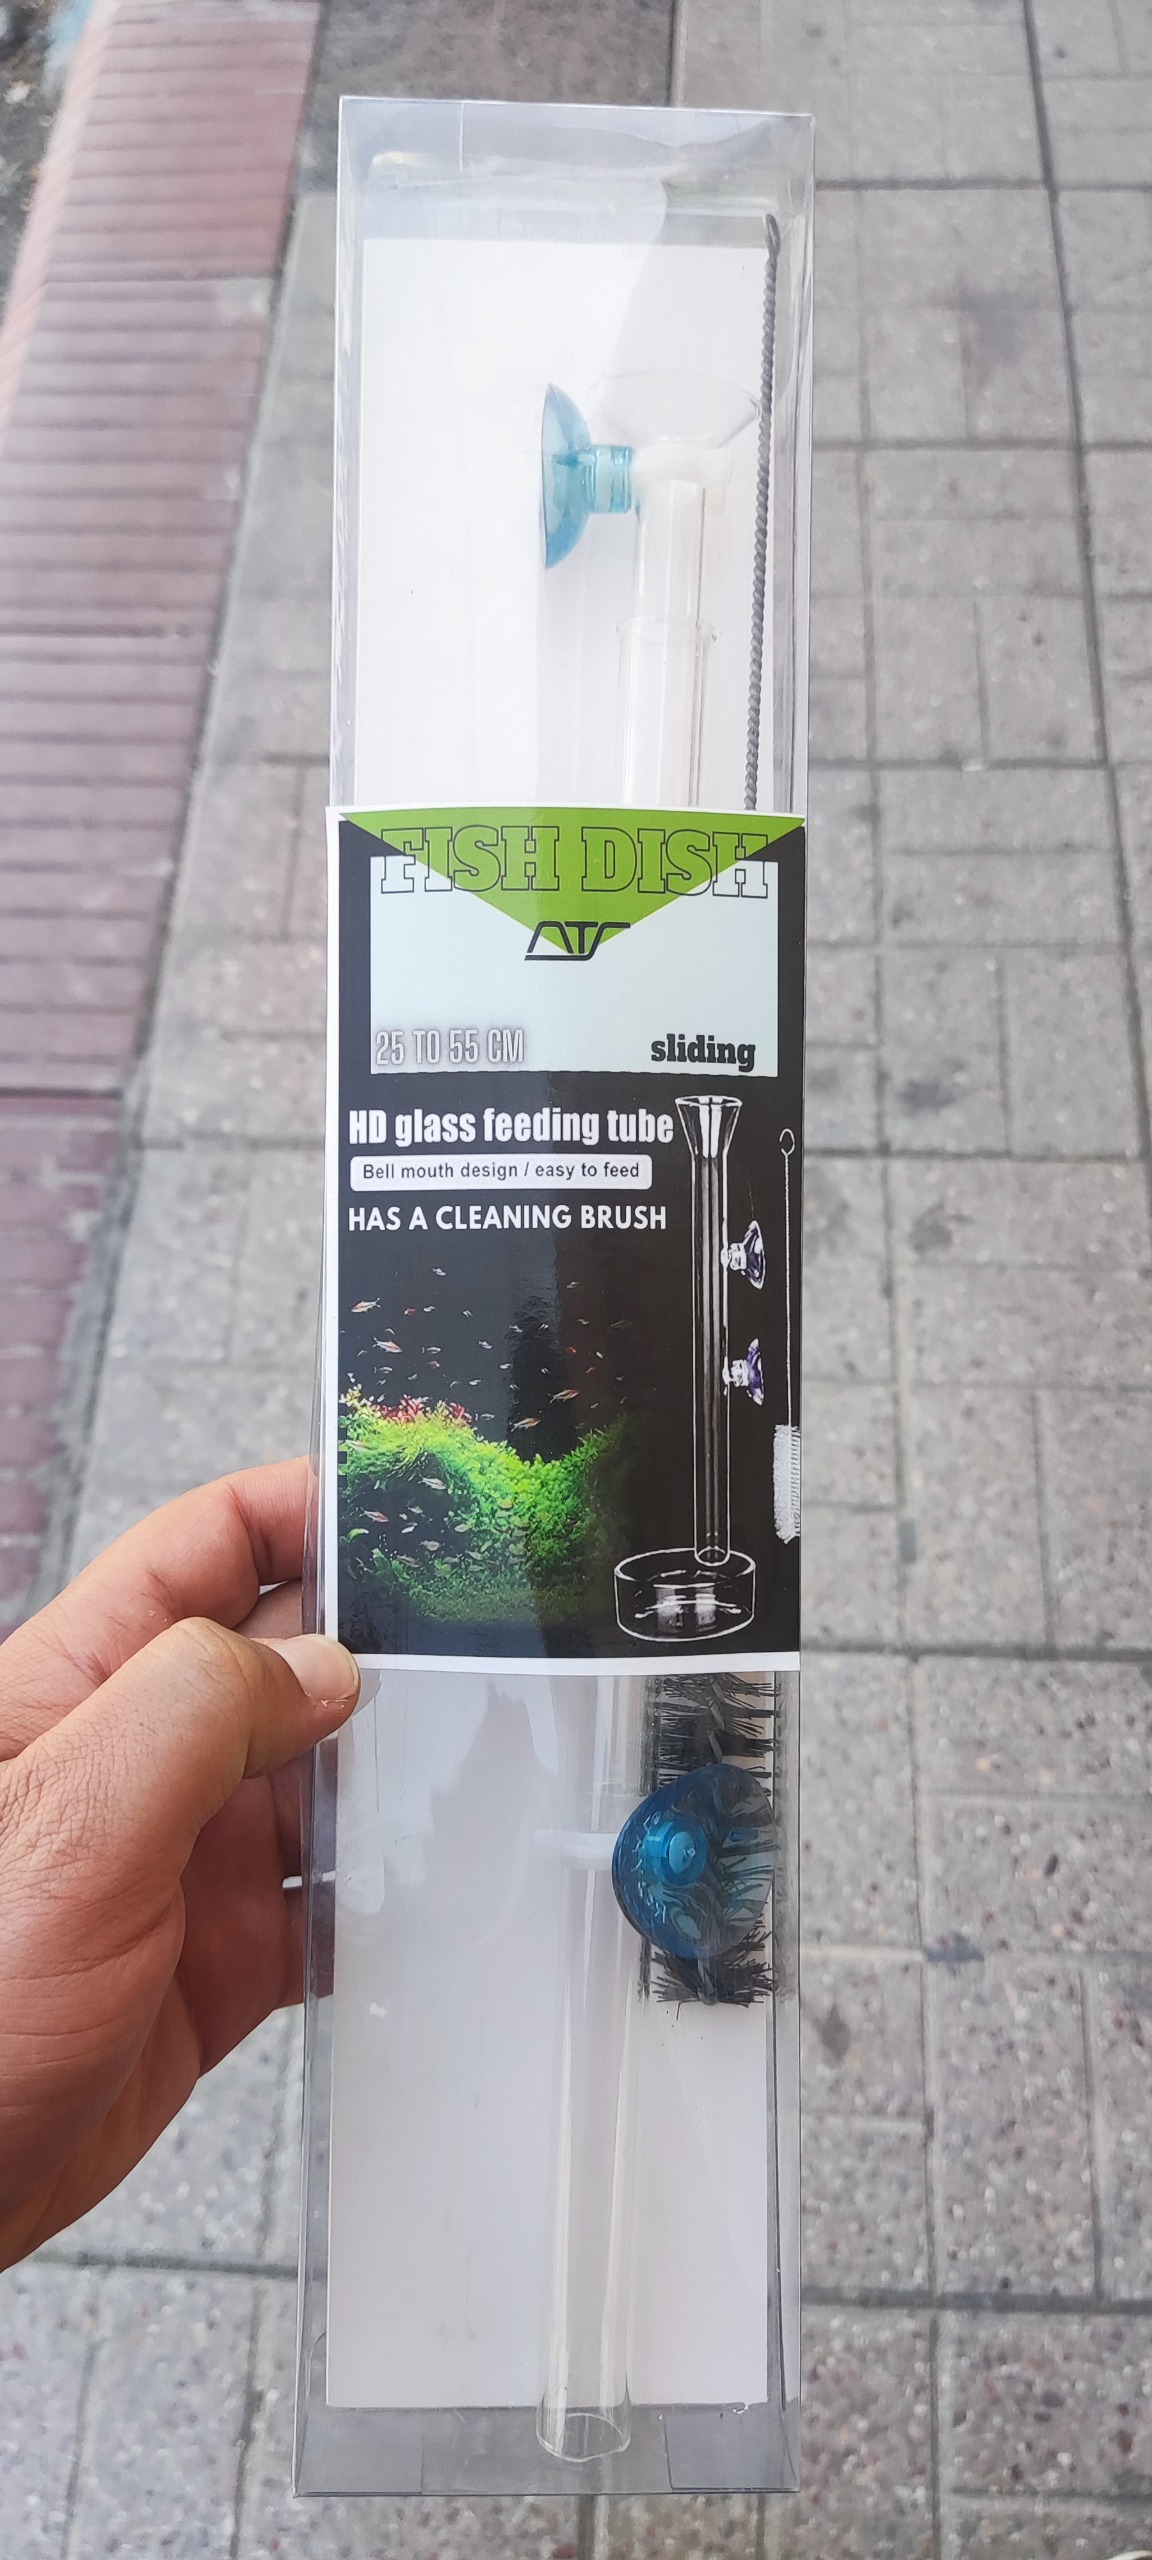 FISH DISH
ATS
25 TO 55 CM
sliding
HD glass feeding tube
Bell mouth design / easy to feed
HAS A CLEANING BRUSH